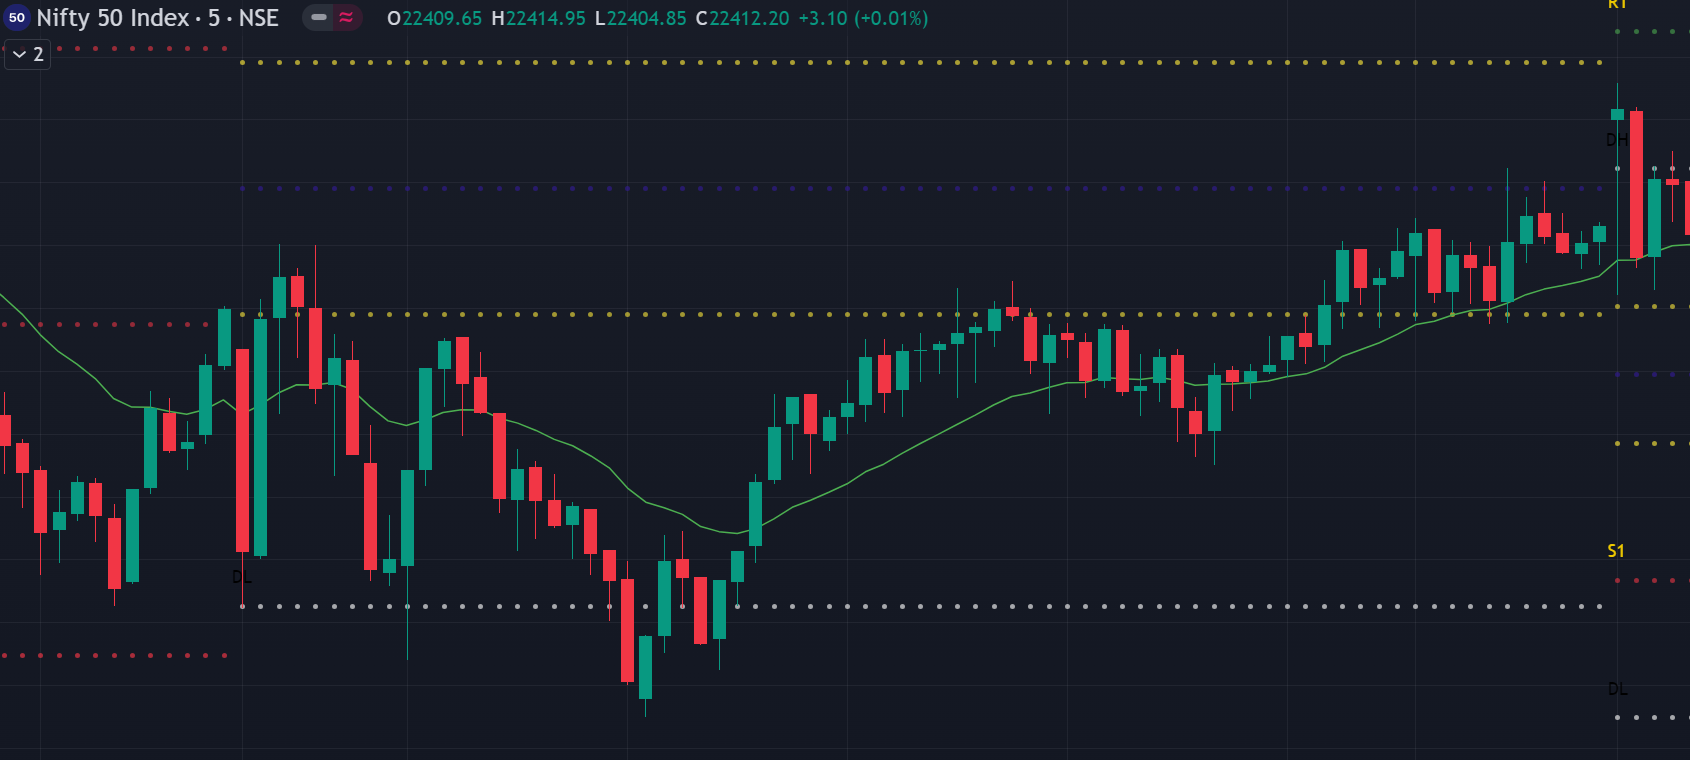 50 Nifty 50 Index · 5 · NSE O22409.65 H22414.95 L22404.85 C22412.20 +3.10 (+0.01%)
R1
2
DH
S1
DL
DL